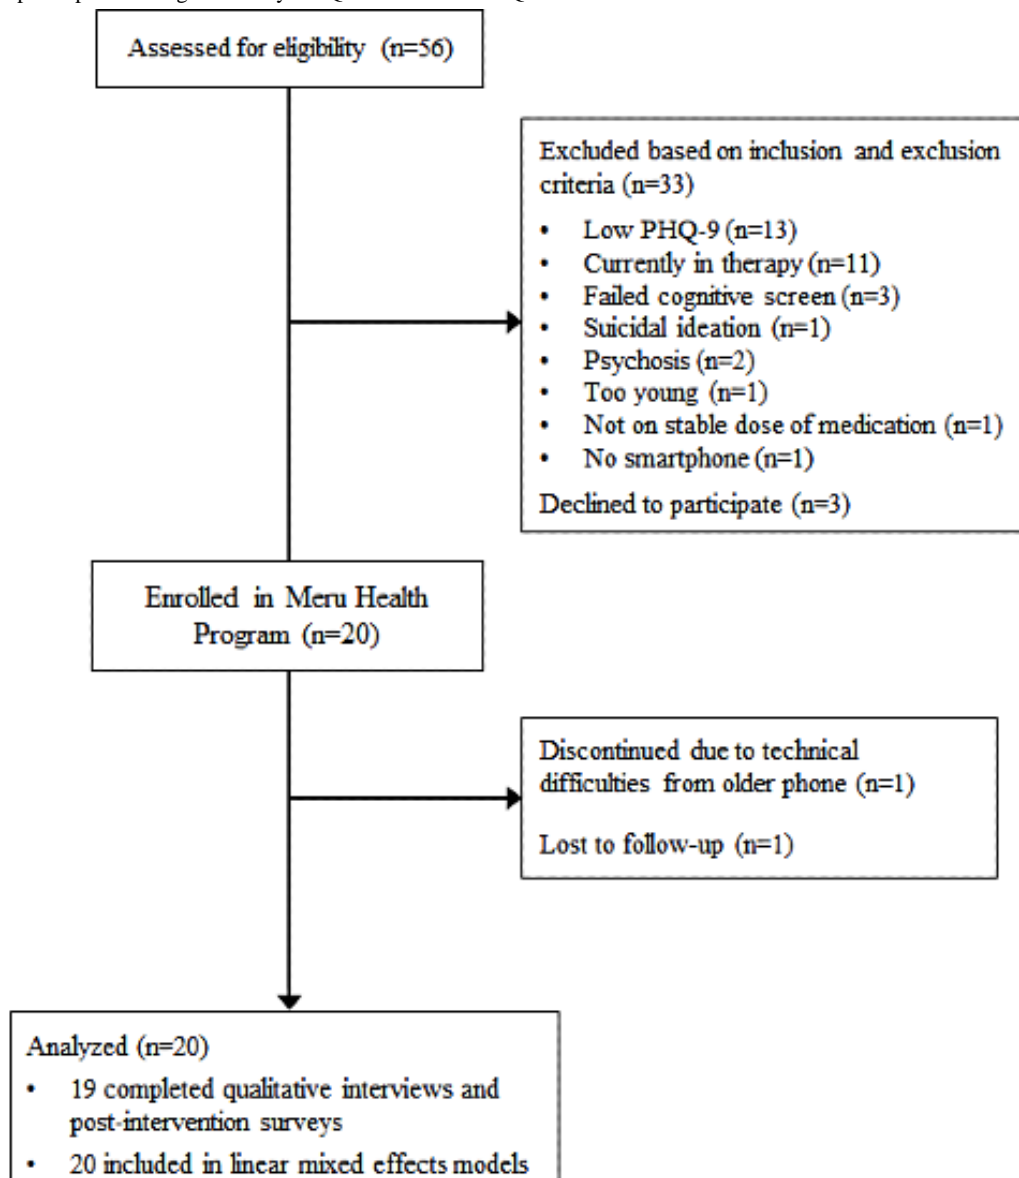 Assessed for eligibility (n=56)
Excluded based on inclusion and exclusion
criteria (n=33)
• Low PHQ-9 (n=13)
• Currently in therapy (n=11)
• Failed cognitive screen (n=3)
• Suicidal ideation (n=1)
• Psychosis (n=2)
• Too young (n=1)
• Not on stable dose of medication (n=1)
• No smartphone (n=1)
Declined to participate (n=3)
Enrolled in Meru Health
Program (n=20)
Discontinued due to technical
difficulties from older phone (n=1)
Lost to follow-up (n=1)
Analyzed (n=20)
• 19 completed qualitative interviews and
post-intervention surveys
• 20 included in linear mixed effects models